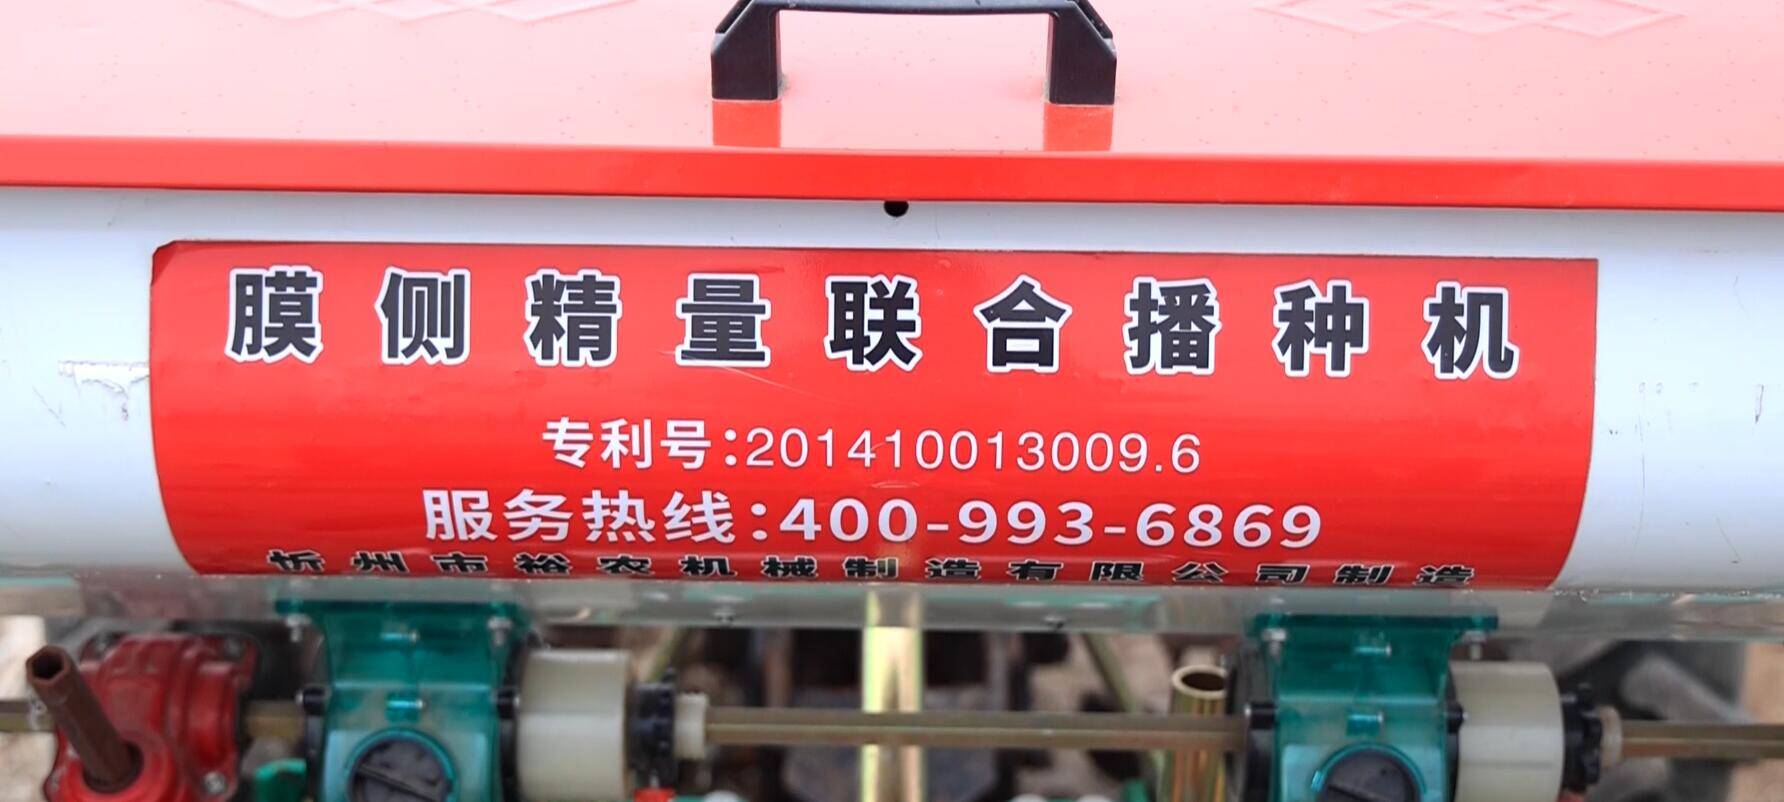 膜侧精量联合播种机
专利号:201410013009.6
服务热线:400-993-6869
忻州市裕农机械制造有限公司制造